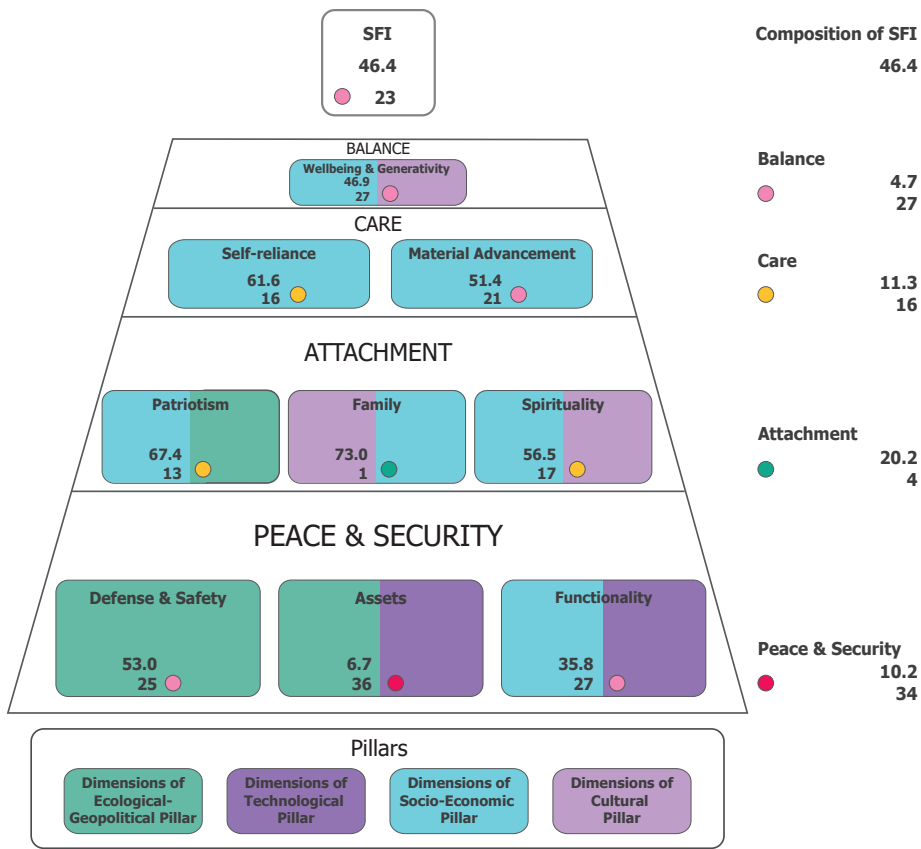 SFI
46.4
23
Composition of SFI
46.4
BALANCE
Wellbeing & Generativity
46.9
27
Balance
4.7
27
CARE
Self-reliance
61.6
16
Material Advancement
51.4
21
Care
11.3
16
ATTACHMENT
Patriotism
67.4
13
Family
73.0
1
Spirituality
56.5
17
Attachment
20.2
4
PEACE & SECURITY
Defense & Safety
53.0
25
Assets
6.7
36
Functionality
35.8
27
Peace & Security
10.2
34
Pillars
Dimensions of
Ecological-
Geopolitical Pillar
Dimensions of
Technological
Pillar
Dimensions of
Socio-Economic
Pillar
Dimensions of
Cultural
Pillar